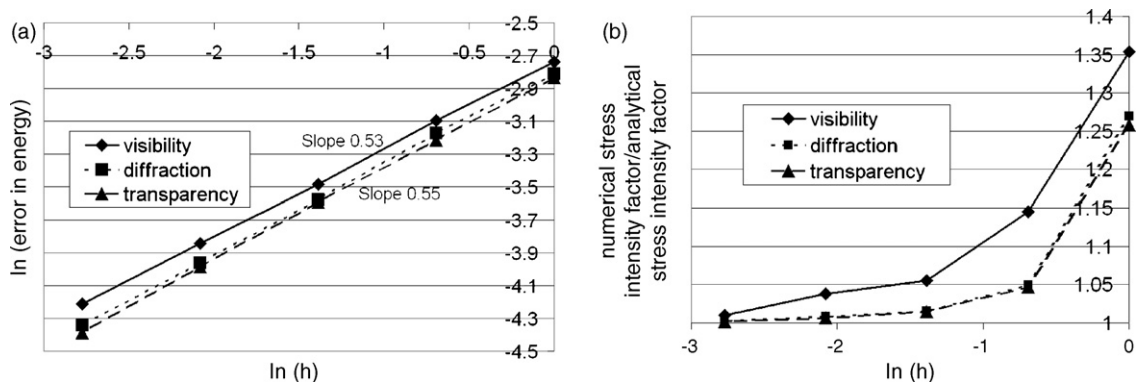 (a)
-3 -2.5 -2 -1.5 -1 -0.5 0
-2.5
-2.7
-2.9
-3.1
-3.3
-3.5
-3.7
-3.9
-4.1
-4.3
-4.5
ln (error in energy)
visibility
diffraction
transparency
Slope 0.53
Slope 0.55
ln (h)
(b)
numerical stress
intensity factor/analytical
stress intensity factor
visibility
diffraction
transparency
1.4
1.35
1.3
1.25
1.2
1.15
1.1
1.05
1
-3 -2 -1 0
ln (h)